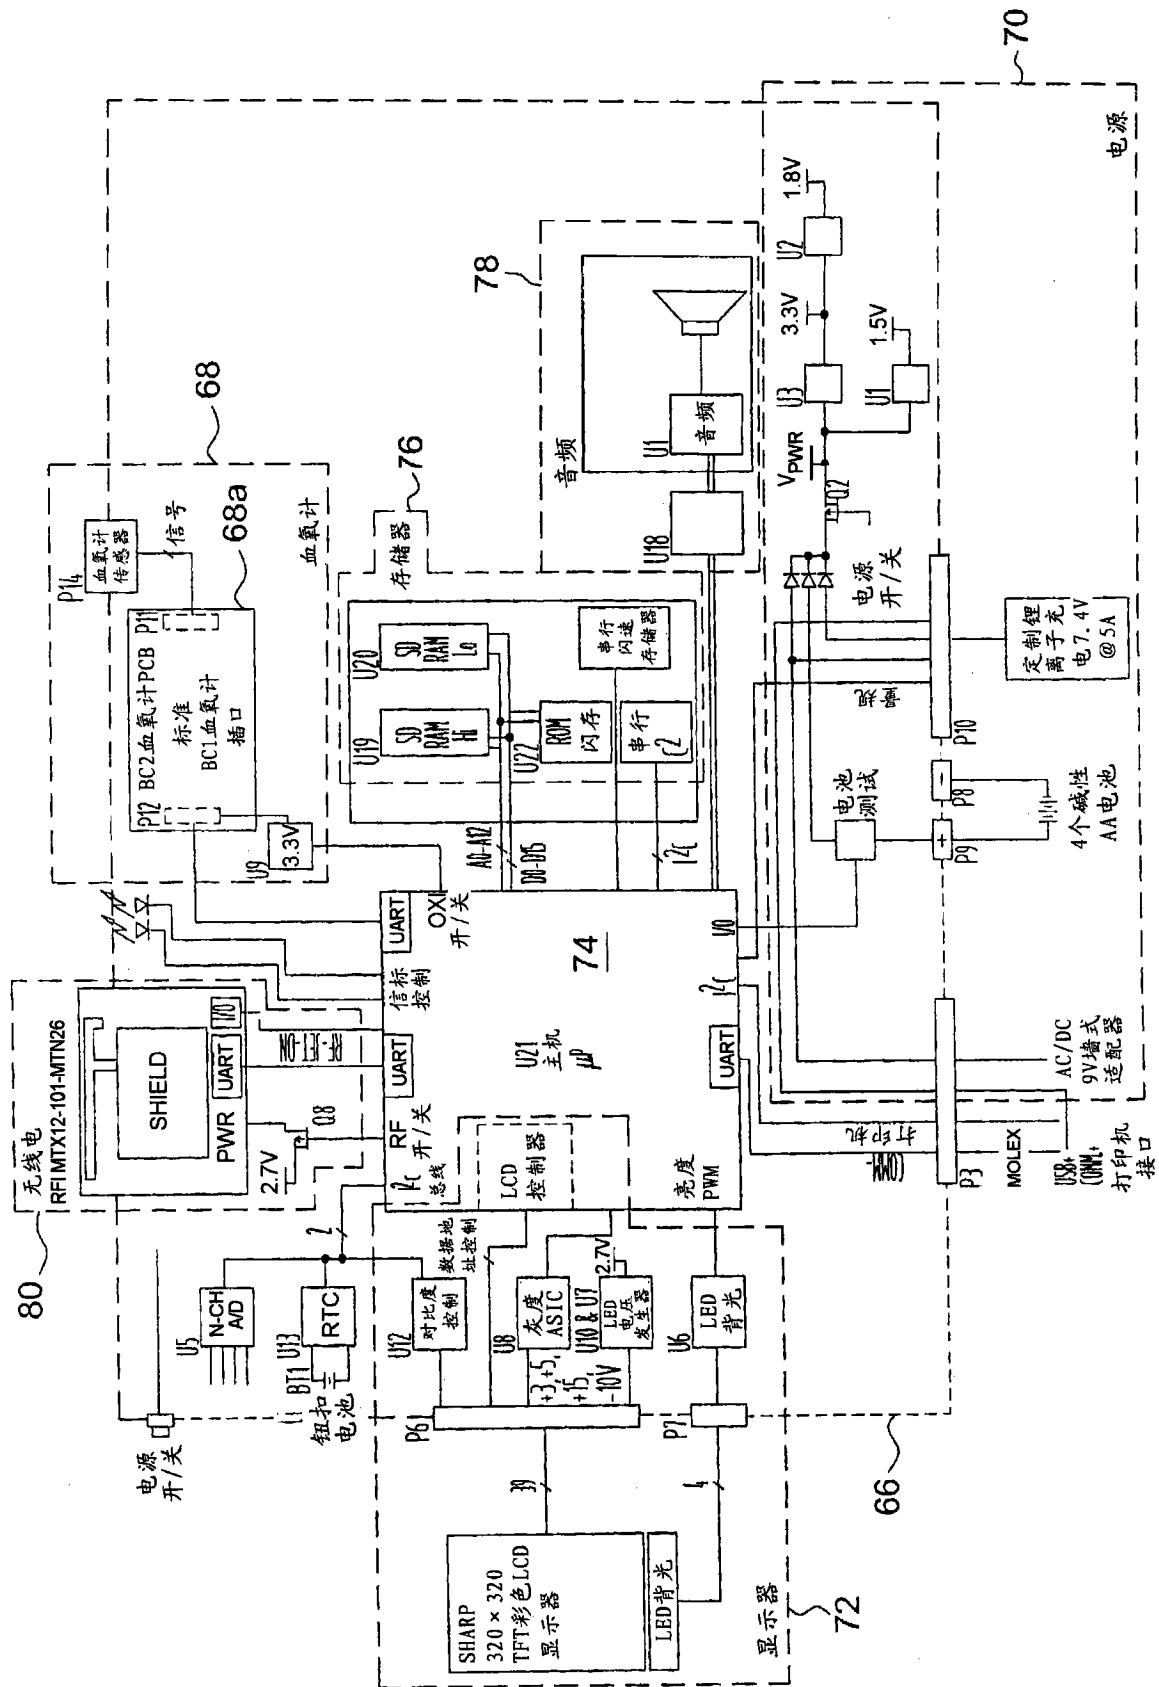 80
无线电
RFIMTX12-101-MTN26
SHIELD
PWR
UART
I/O
2.7V
Q8
68
P14
血氧计
传感器
信号
68a
P12
P11
BC2血氧计PCB
标准
BC1血氧计
插口
血氧计
U9
3.3V
76
存储器
U19
SD
RAM
Hi
U20
SD
RAM
Lo
U22
ROM
闪存
串行
闪速
存储器
串行
A0-A12
D0-D15
78
音频
U1
音频
U18
70
电源
U2
1.8V
3.3V
U3
1.5V
U1
VPWR
Q2
电源
开/关
电池
测试
P9
+
P8
-
P10
4个碱性
AA电池
定制锂
离子充
电7.4V
@5A
AC/DC
9V墙式
适配器
打印机
P3
MOLEX
USB+
COMM.+
打印机
接口
UART
I/O
74
U21
主机
μP
UART
OXI
开/关
信标
控制
UART
RF
开/关
总线
LCD
控制器
亮度
PWM
电源
开/关
U5
N-CH
A/D
U13
RTC
BT1
钮扣
电池
2
数据地
址控制
U12
对比度
控制
U8
灰度
ASIC
U10 & U7
LED
电压
发生器
2.7V
+3,+5,
+15,
-10V
U6
LED
背光
P6
P7
39
4
66
SHARP
320×320
TFT彩色LCD
显示器
LED背光
显示器
72